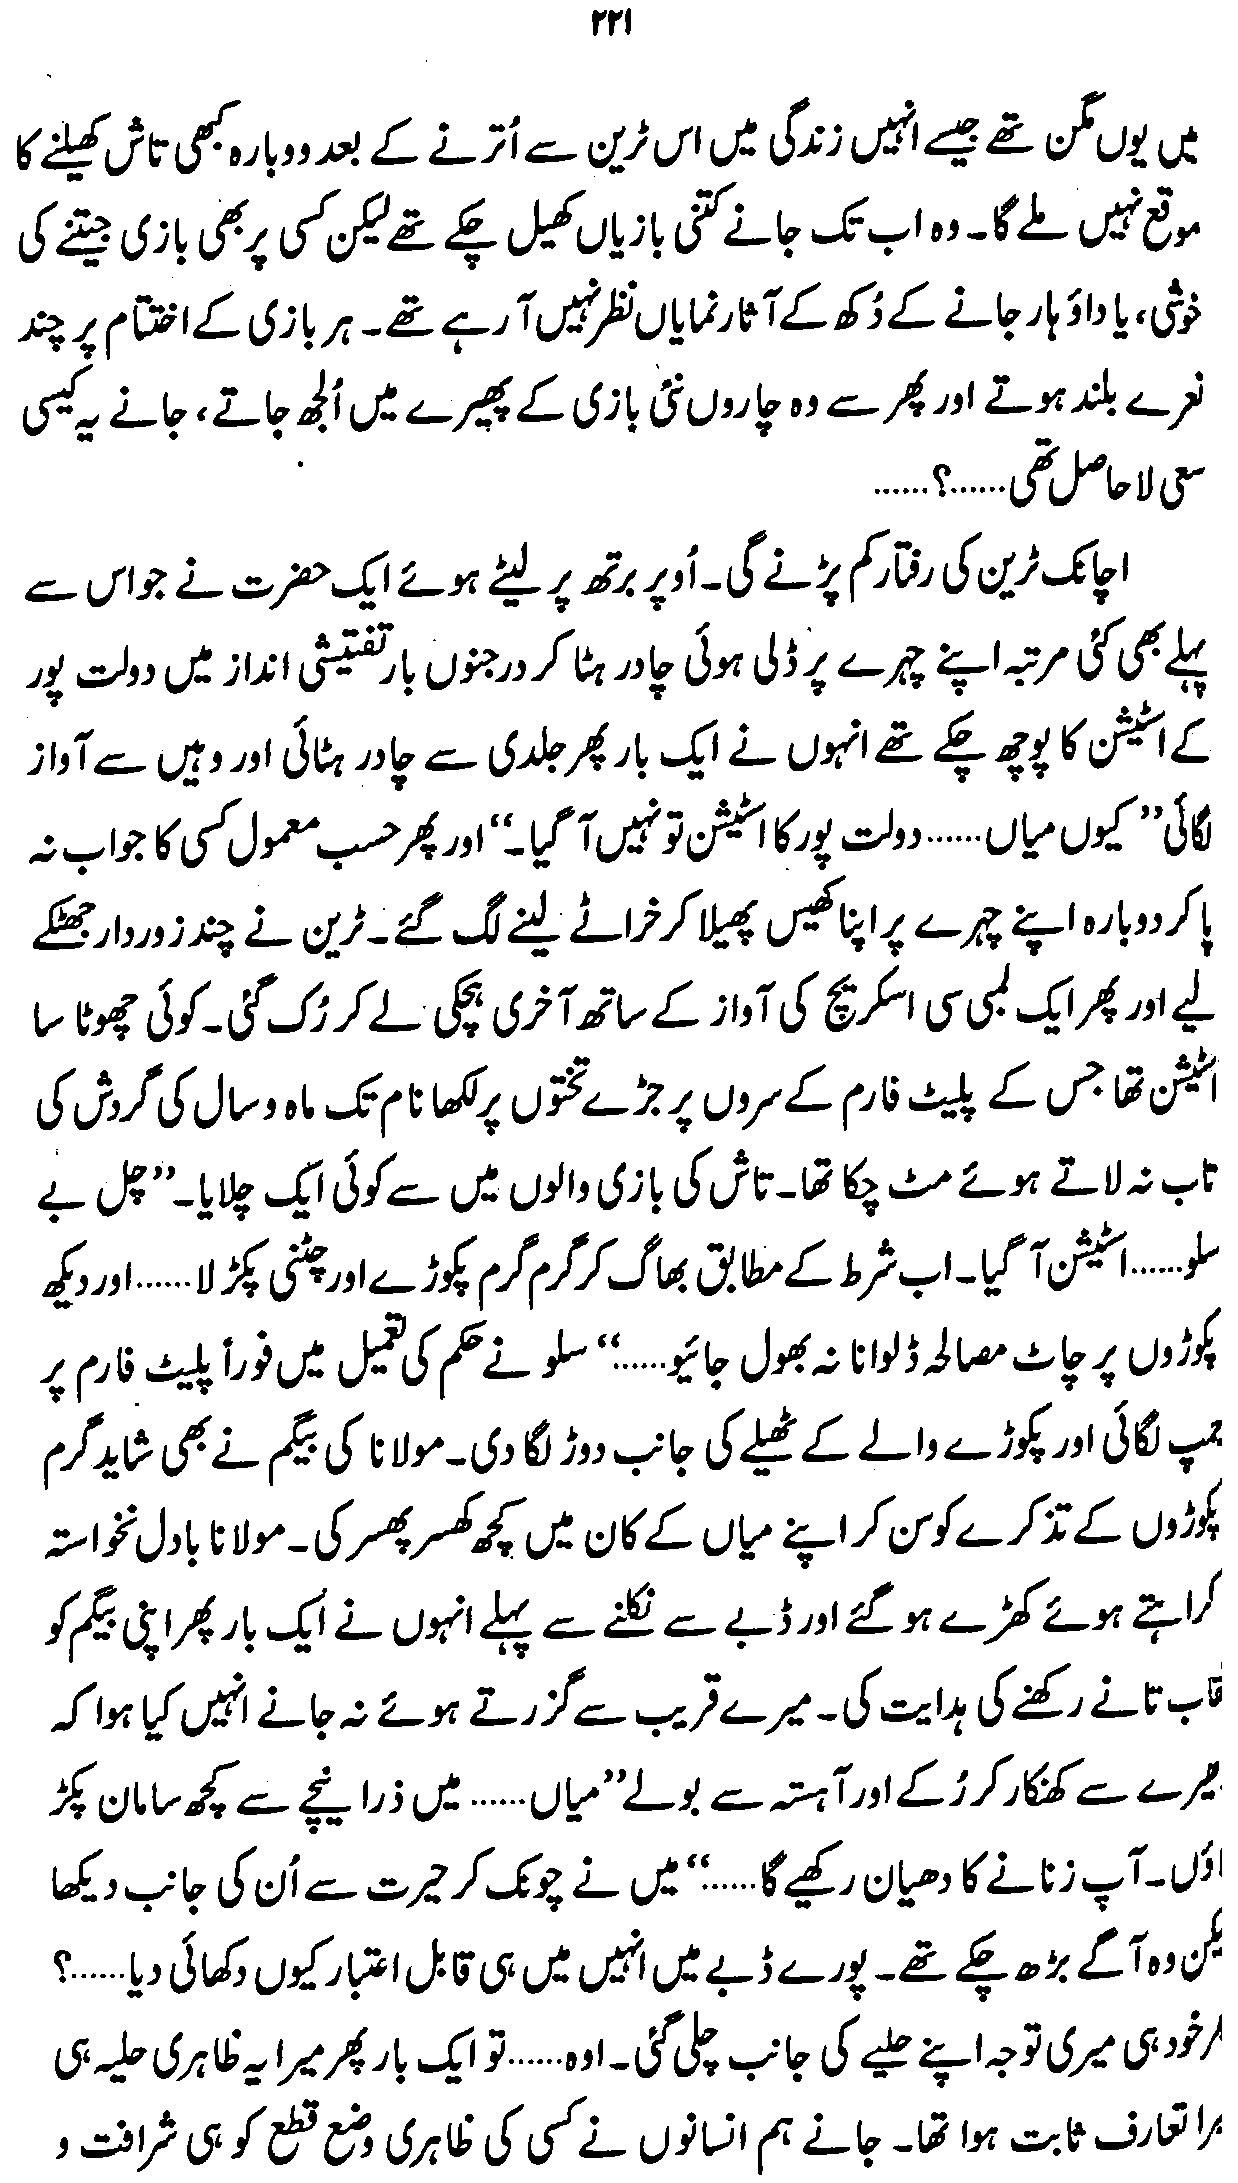 ۲۲۱
میں یوں مگن تھے جیسے انہیں زندگی میں اس ٹرین سے اُترنے کے بعد دوبارہ کبھی تاش کھیلنے کا
موقع نہیں ملے گا۔ وہ اب تک جانے کتنی بازیاں کھیل چکے تھے لیکن کسی پر بھی بازی جیتنے کی
خوشی، یا داؤ ہار جانے کے دُکھ کے آثار نمایاں نظر نہیں آ رہے تھے۔ ہر بازی کے اختتام پر چند
نعرے بلند ہوتے اور پھر سے وہ چاروں نئی بازی کے پھیرے میں اُلجھ جاتے، جانے یہ کیسی
سعی لاحاصل تھی......؟......
اچانک ٹرین کی رفتار کم پڑنے لگی۔ اُوپر برتھ پر لیٹے ہوئے ایک حضرت نے جو اس سے
پہلے بھی کئی مرتبہ اپنے چہرے پر ڈلی ہوئی چادر ہٹا کر درجنوں بار تفتیشی انداز میں دولت پور
کے اسٹیشن کا پوچھ چکے تھے انہوں نے ایک بار پھر جلدی سے چادر ہٹائی اور وہیں سے آواز
لگائی ”کیوں میاں......دولت پور کا اسٹیشن تو نہیں آ گیا۔“ اور پھر حسب معمول کسی کا جواب نہ
پا کر دوبارہ اپنے چہرے پر اپنا کھیس پھیلا کر خراٹے لینے لگ گئے۔ ٹرین نے چند زوردار جھٹکے
لیے اور پھر ایک لمبی سی اسکریچ کی آواز کے ساتھ آخری ہچکی لے کر رُک گئی۔ کوئی چھوٹا سا
اسٹیشن تھا جس کے پلیٹ فارم کے سروں پر جڑے تختوں پر لکھا نام تک ماہ و سال کی گردش کی
تاب نہ لاتے ہوئے مٹ چکا تھا۔ تاش کی بازی والوں میں سے کوئی ایک چلایا۔ ”چل بے
سلو......اسٹیشن آ گیا۔ اب شرط کے مطابق بھاگ کر گرم گرم پکوڑے اور چٹنی پکڑ لا......اور دیکھ
پکوڑوں پر چاٹ مصالحہ ڈلوانا نہ بھول جائیو......“ سلو نے حکم کی تعمیل میں فوراً پلیٹ فارم پر
جمپ لگائی اور پکوڑے والے کے ٹھیلے کی جانب دوڑ لگا دی۔ مولانا کی بیگم نے بھی شاید گرم
پکوڑوں کے تذکرے کو سن کر اپنے میاں کے کان میں کچھ کھسر پھسر کی۔ مولانا بادل نخواستہ
کراہتے ہوئے کھڑے ہو گئے اور ڈبے سے نکلنے سے پہلے انہوں نے ایک بار پھر اپنی بیگم کو
نقاب تانے رکھنے کی ہدایت کی۔ میرے قریب سے گزرتے ہوئے نہ جانے انہیں کیا ہوا کہ
دھیرے سے کھنکار کر رُکے اور آہستہ سے بولے ”میاں......میں ذرا نیچے سے کچھ سامان پکڑ
لاؤں۔ آپ زنانے کا دھیان رکھیے گا......“ میں نے چونک کر حیرت سے اُن کی جانب دیکھا
لیکن وہ آگے بڑھ چکے تھے۔ پورے ڈبے میں انہیں میں ہی قابل اعتبار کیوں دکھائی دیا......؟
پھر خود ہی میری توجہ اپنے حلیے کی جانب چلی گئی۔ اوہ......تو ایک بار پھر میرا یہ ظاہری حلیہ ہی
میرا تعارف ثابت ہوا تھا۔ جانے ہم انسانوں نے کسی کی ظاہری وضع قطع کو ہی شرافت و